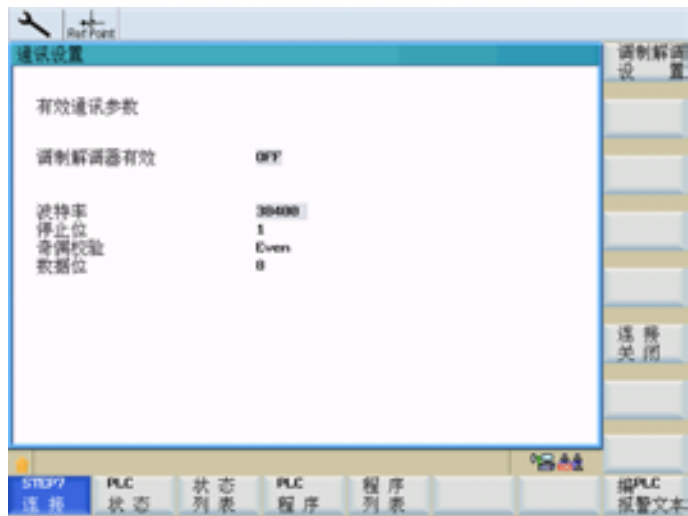 Ref Point
通讯设置
调制解调
设 置
有效通讯参数
调制解调器有效 OFF
波特率 38400
停止位 1
奇偶校验 Even
数据位 8
连 接
关 闭
STEP7
连 接
PLC
状 态
状 态
列 表
PLC
程 序
程 序
列 表
编PLC
报警文本